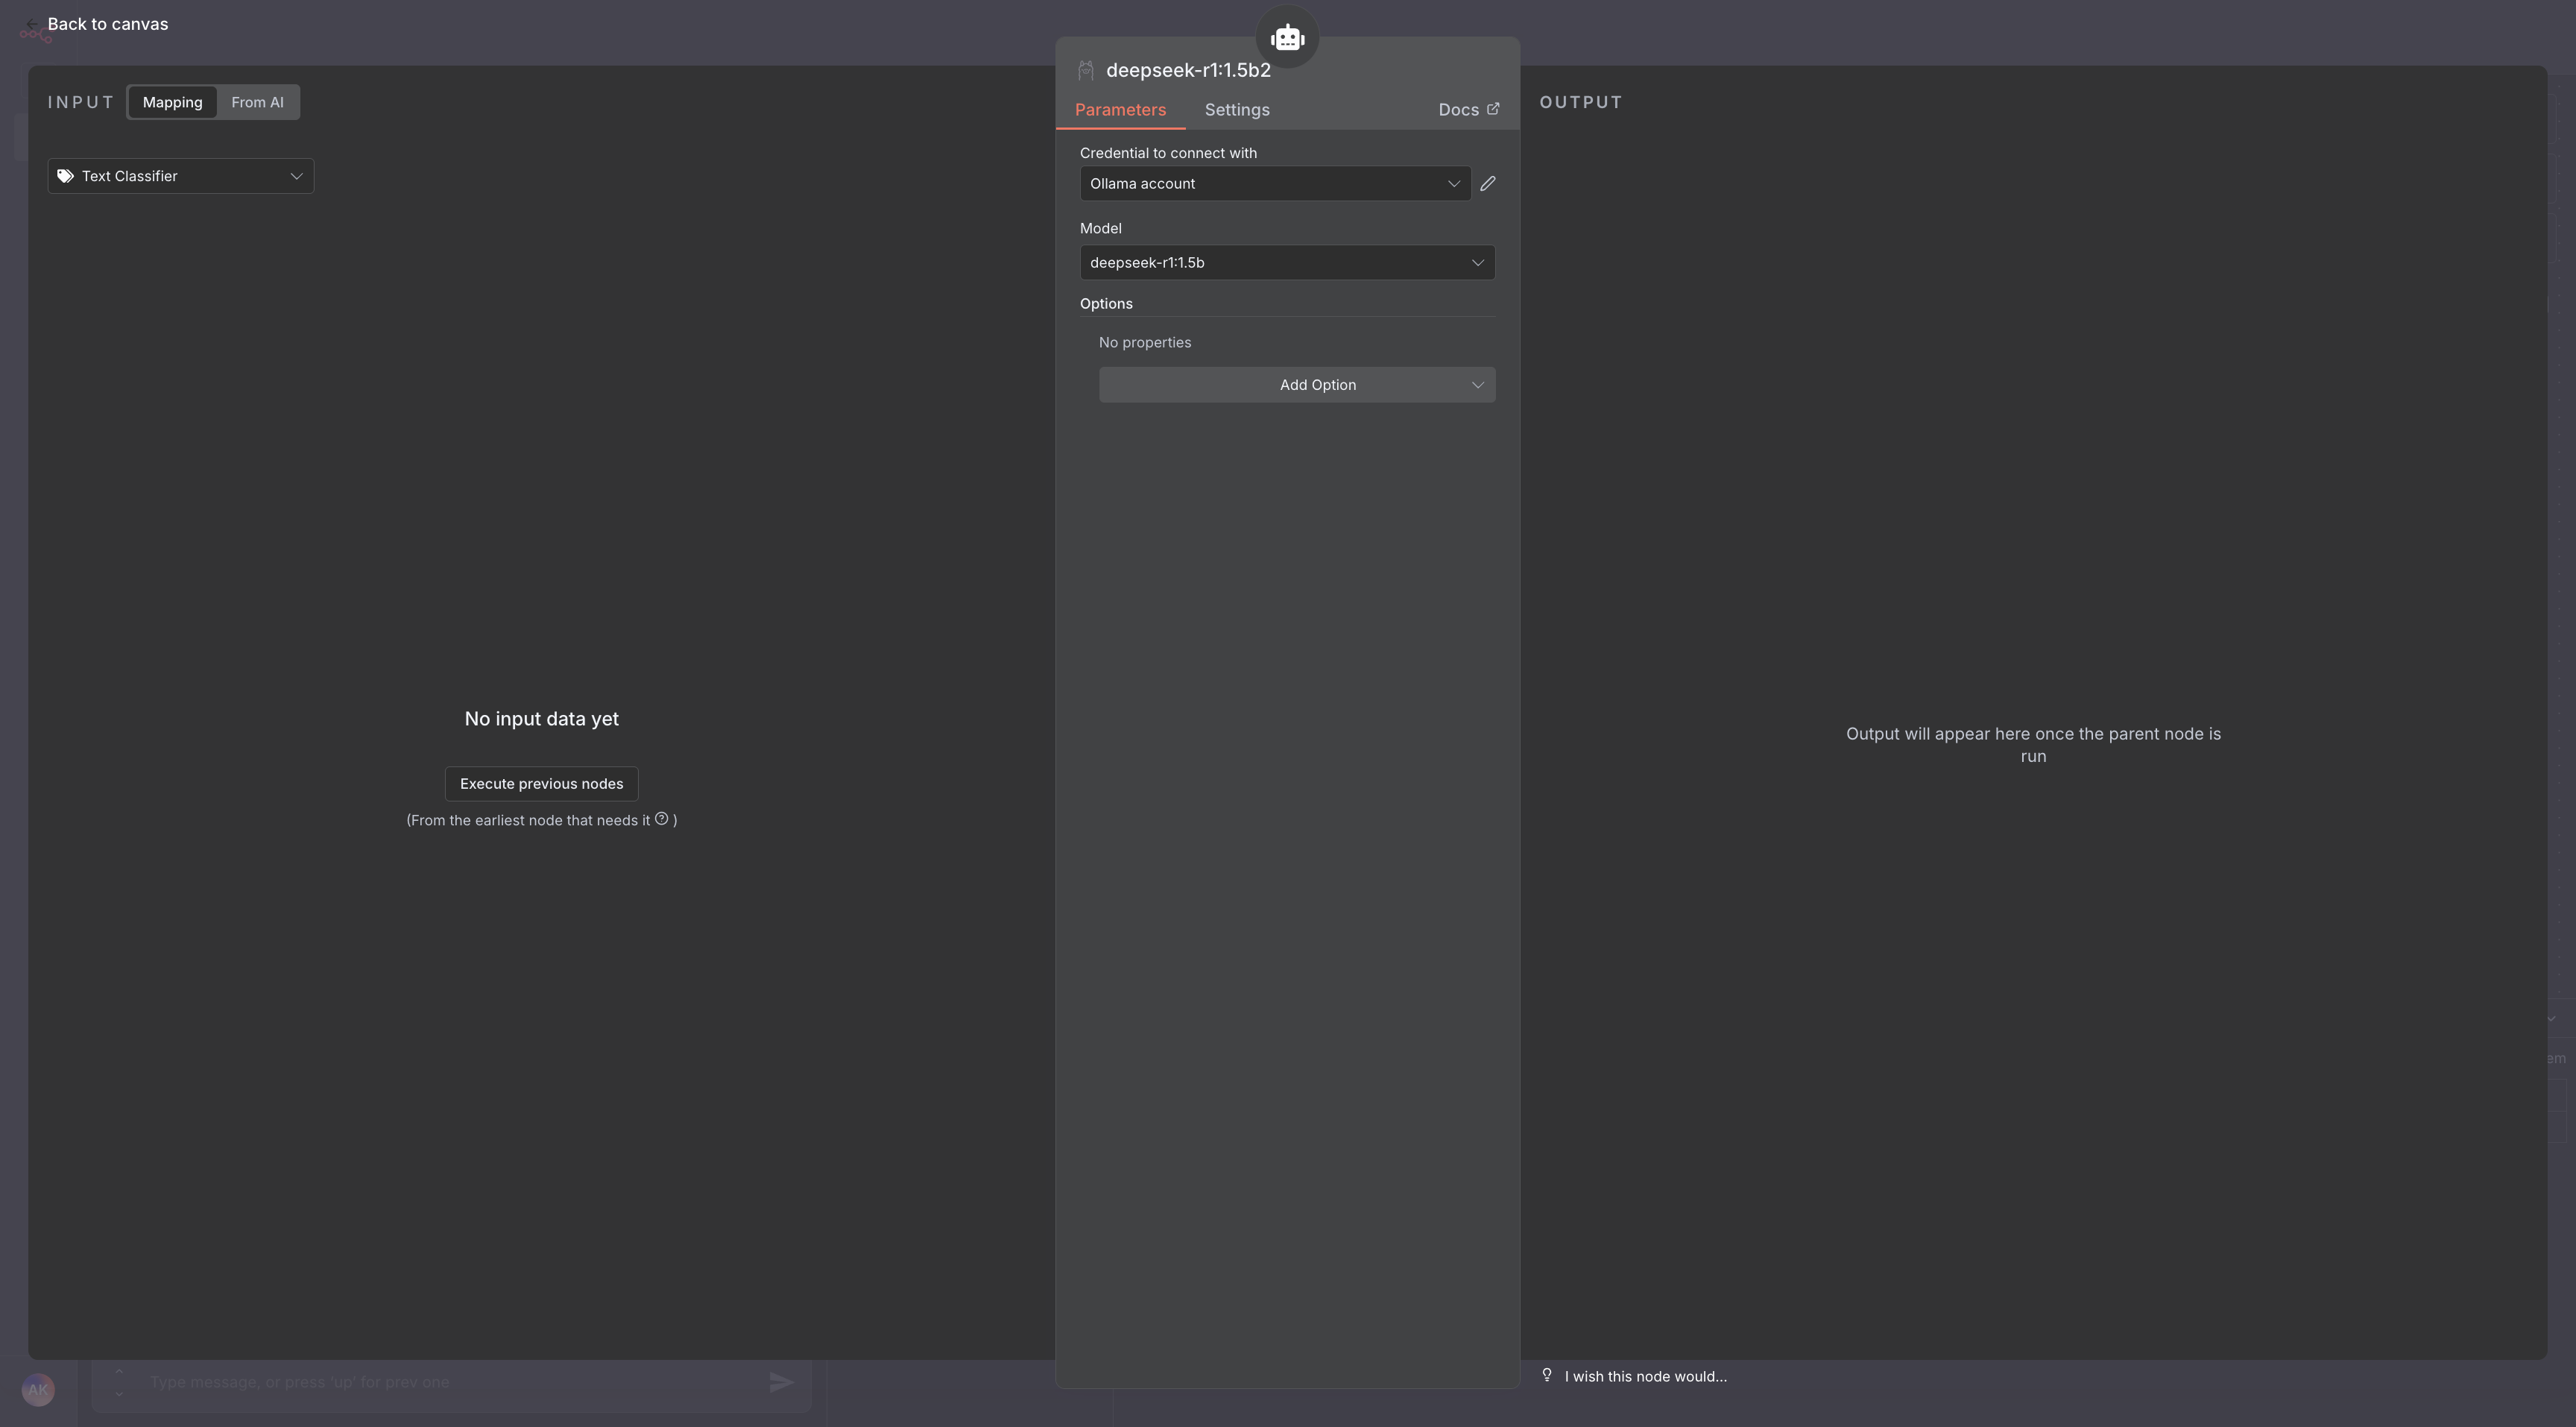 Back to canvas
INPUT
Mapping
From AI
Text Classifier
No input data yet
Execute previous nodes
(From the earliest node that needs it ? )
deepseek-r1:1.5b2
Parameters
Settings
Docs
Credential to connect with
Ollama account
Model
deepseek-r1:1.5b
Options
No properties
Add Option
OUTPUT
Output will appear here once the parent node is
run
em
AK
Type message, or press 'up' for prev one
I wish this node would...